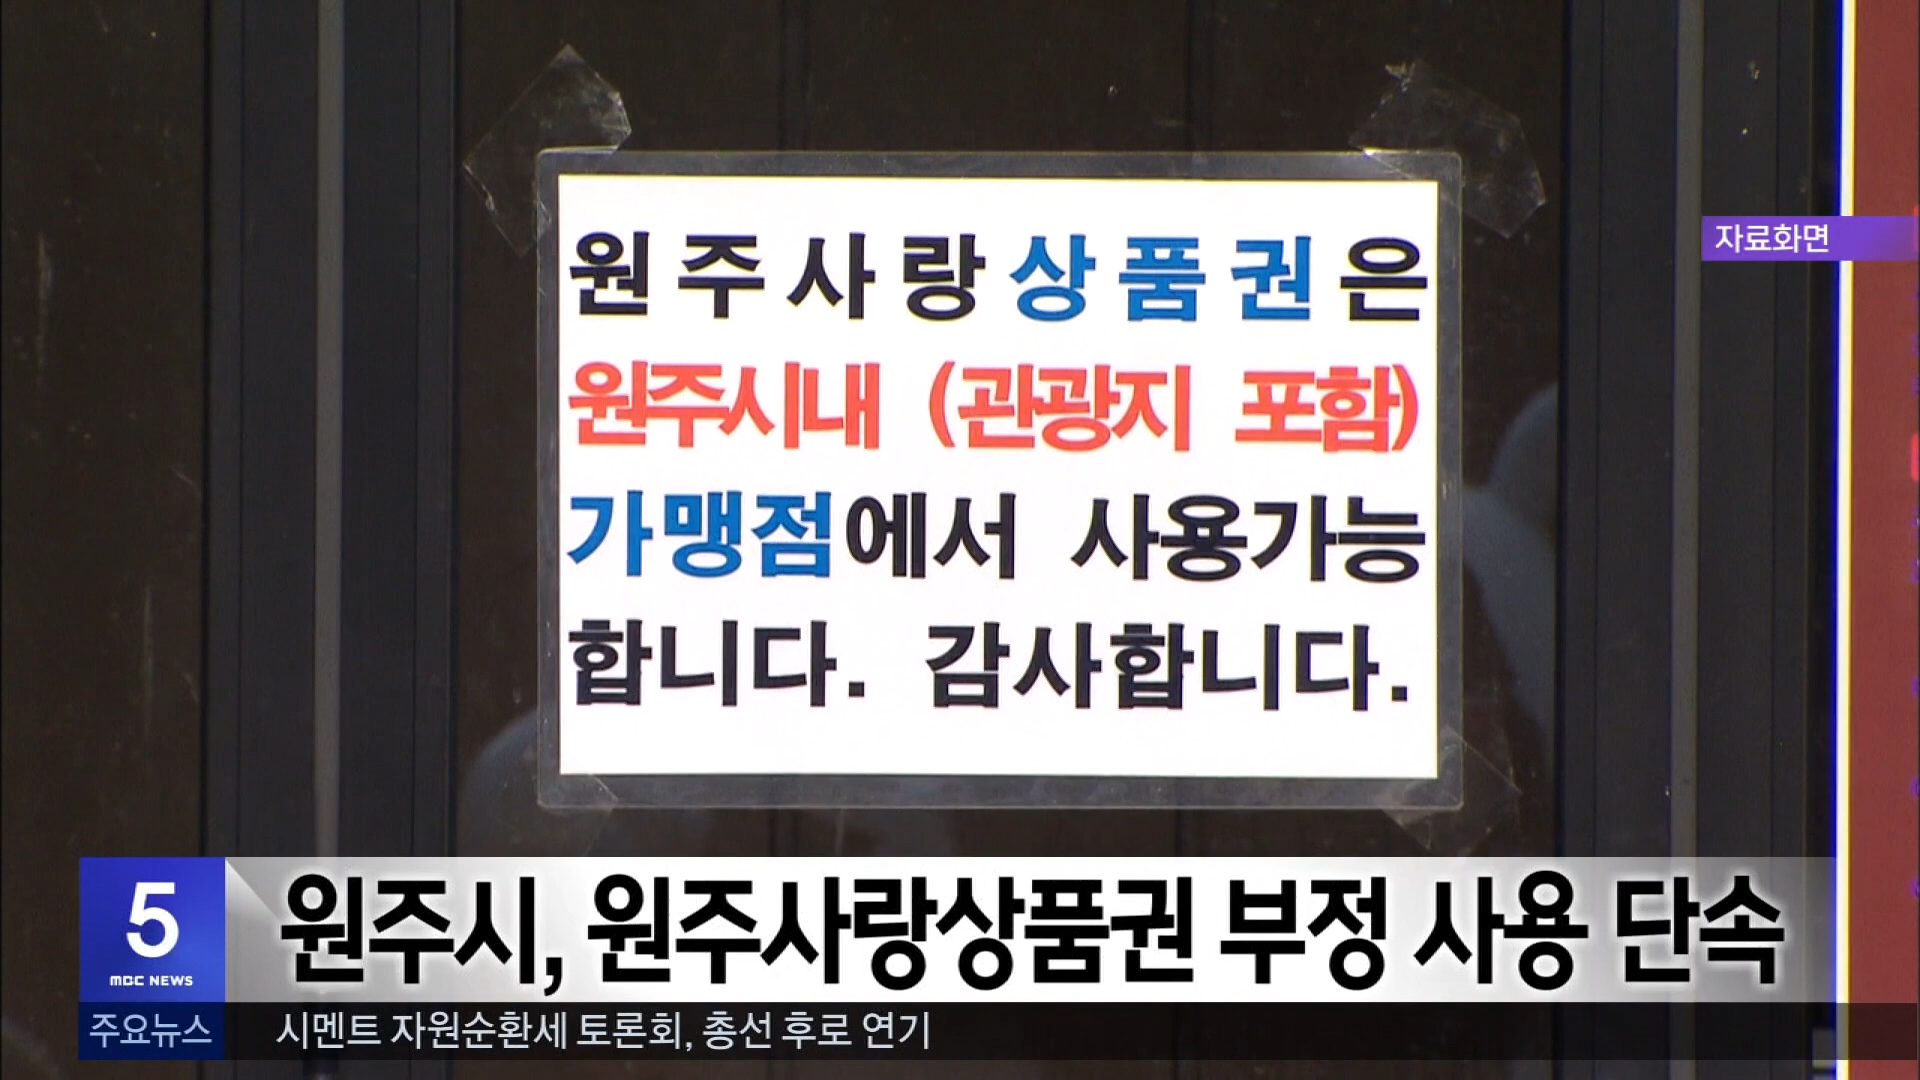 원주사랑상품권은
원주시내 (관광지 포함)
가맹점에서 사용가능
합니다. 감사합니다.
자료화면
5
MBC NEWS
원주시, 원주사랑상품권 부정 사용 단속
주요뉴스
시멘트 자원순환세 토론회, 총선 후로 연기